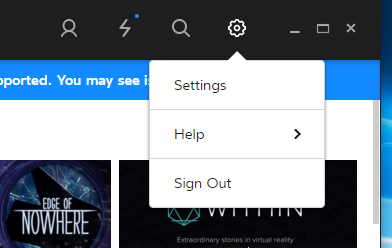 pported. You may see is
Settings
Help
Sign Out
EDGE OF
NOWHERE
WITHIN
Extraordinary stories in virtual reality